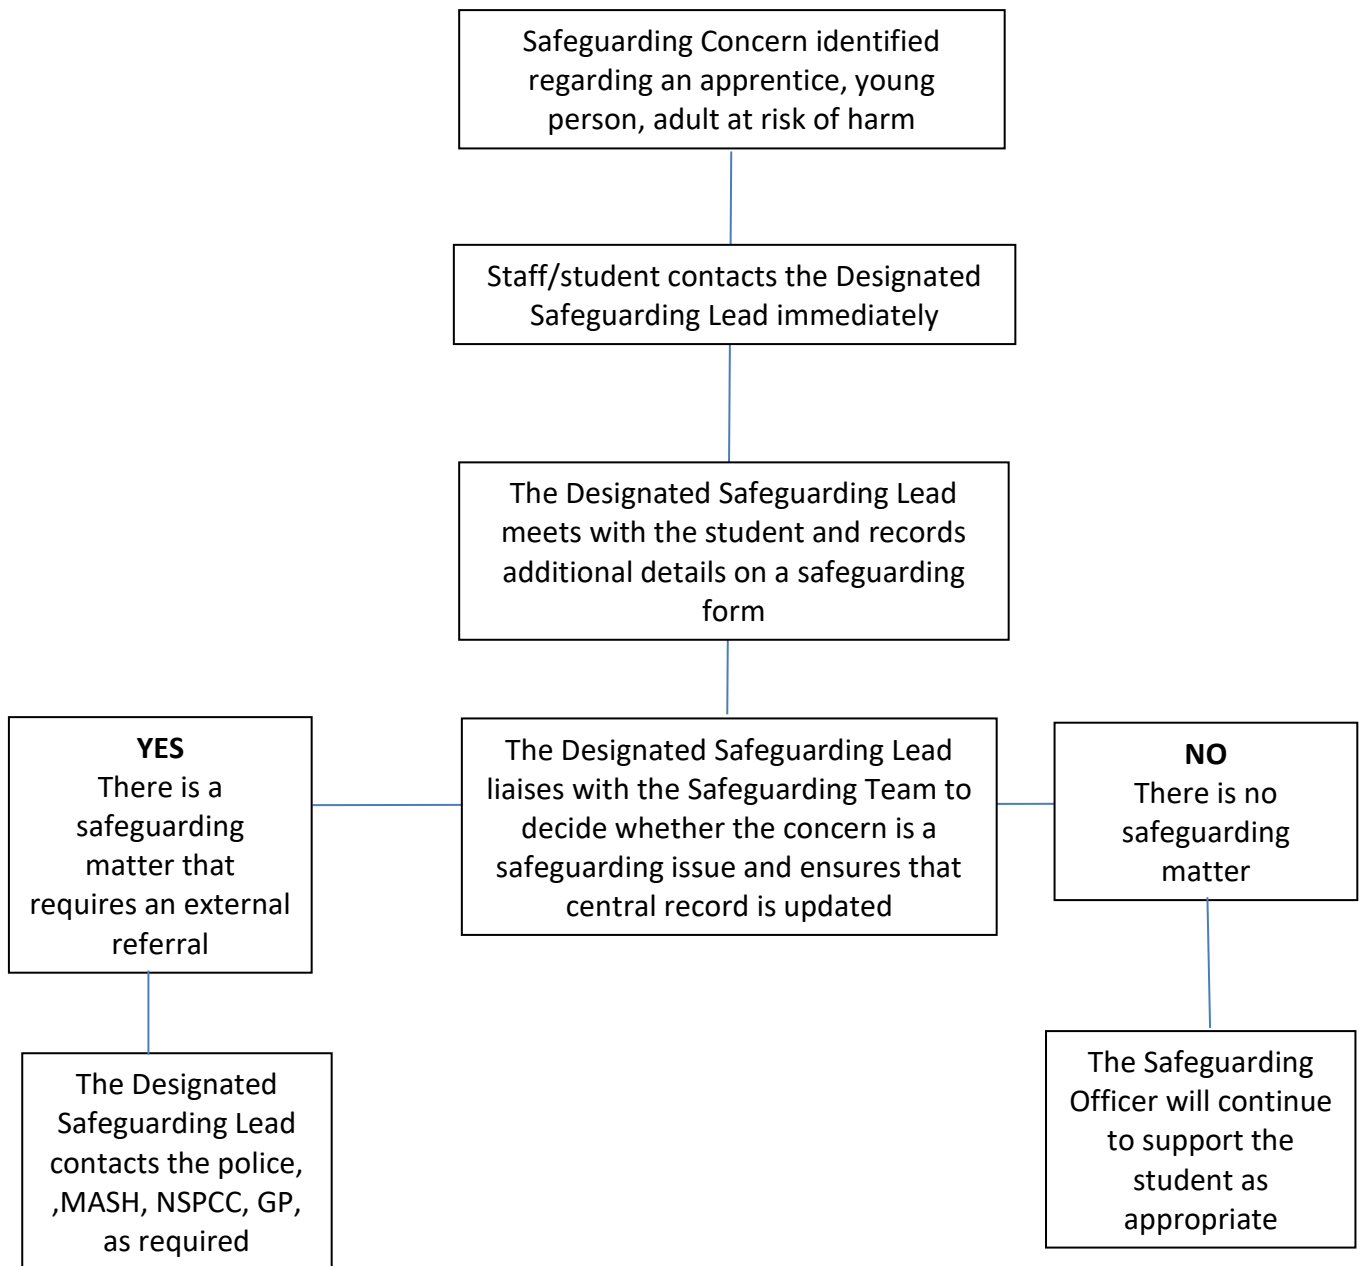 Safeguarding Concern identified
regarding an apprentice, young
person, adult at risk of harm
Staff/student contacts the Designated
Safeguarding Lead immediately
The Designated Safeguarding Lead
meets with the student and records
additional details on a safeguarding
form
YES
There is a
safeguarding
matter that
requires an external
referral
The Designated Safeguarding Lead
liaises with the Safeguarding Team to
decide whether the concern is a
safeguarding issue and ensures that
central record is updated
NO
There is no
safeguarding
matter
The Designated
Safeguarding Lead
contacts the police,
,MASH, NSPCC, GP,
as required
The Safeguarding
Officer will continue
to support the
student as
appropriate